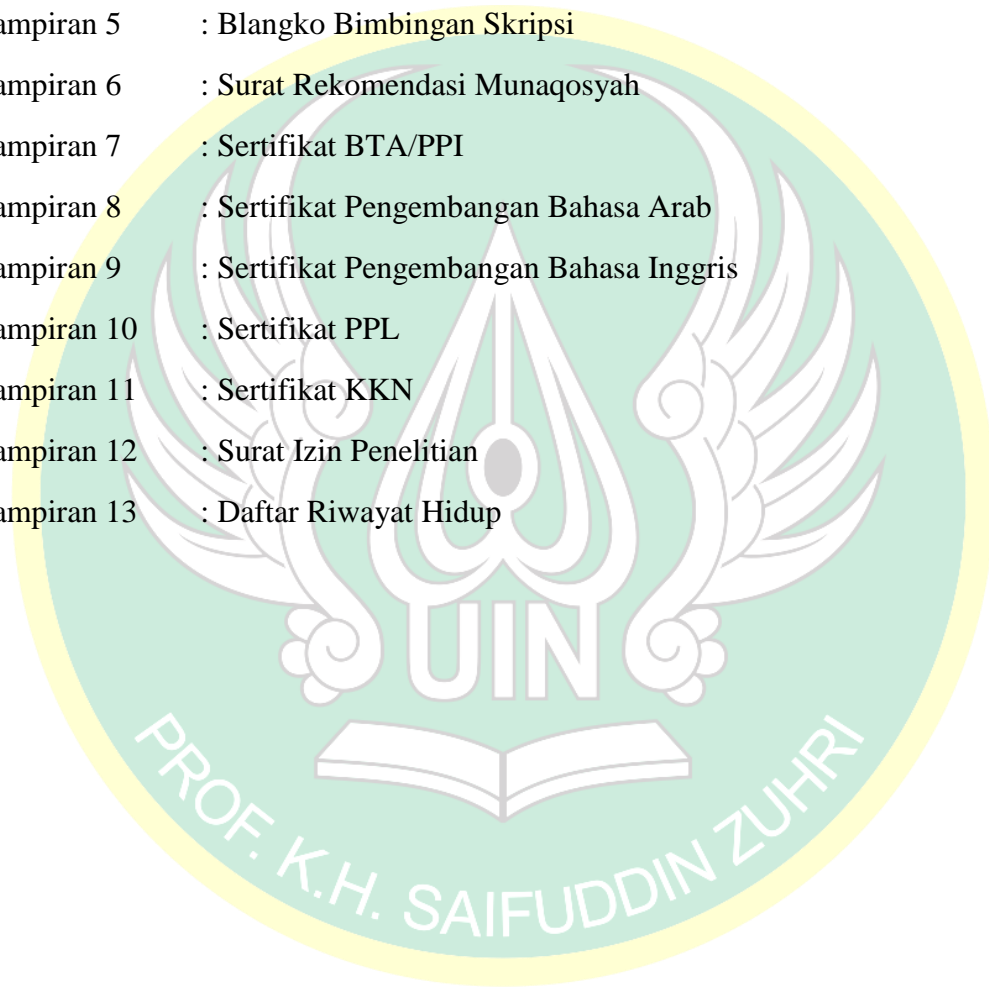 ampiran 5 : Blangko Bimbingan Skripsi
ampiran 6 : Surat Rekomendasi Munaqosyah
ampiran 7 : Sertifikat BTA/PPI
ampiran 8 : Sertifikat Pengembangan Bahasa Arab
ampiran 9 : Sertifikat Pengembangan Bahasa Inggris
ampiran 10 : Sertifikat PPL
ampiran 11 : Sertifikat KKN
ampiran 12 : Surat Izin Penelitian
ampiran 13 : Daftar Riwayat Hidup
UIN
PROF. K.H. SAIFUDDIN ZUHRI